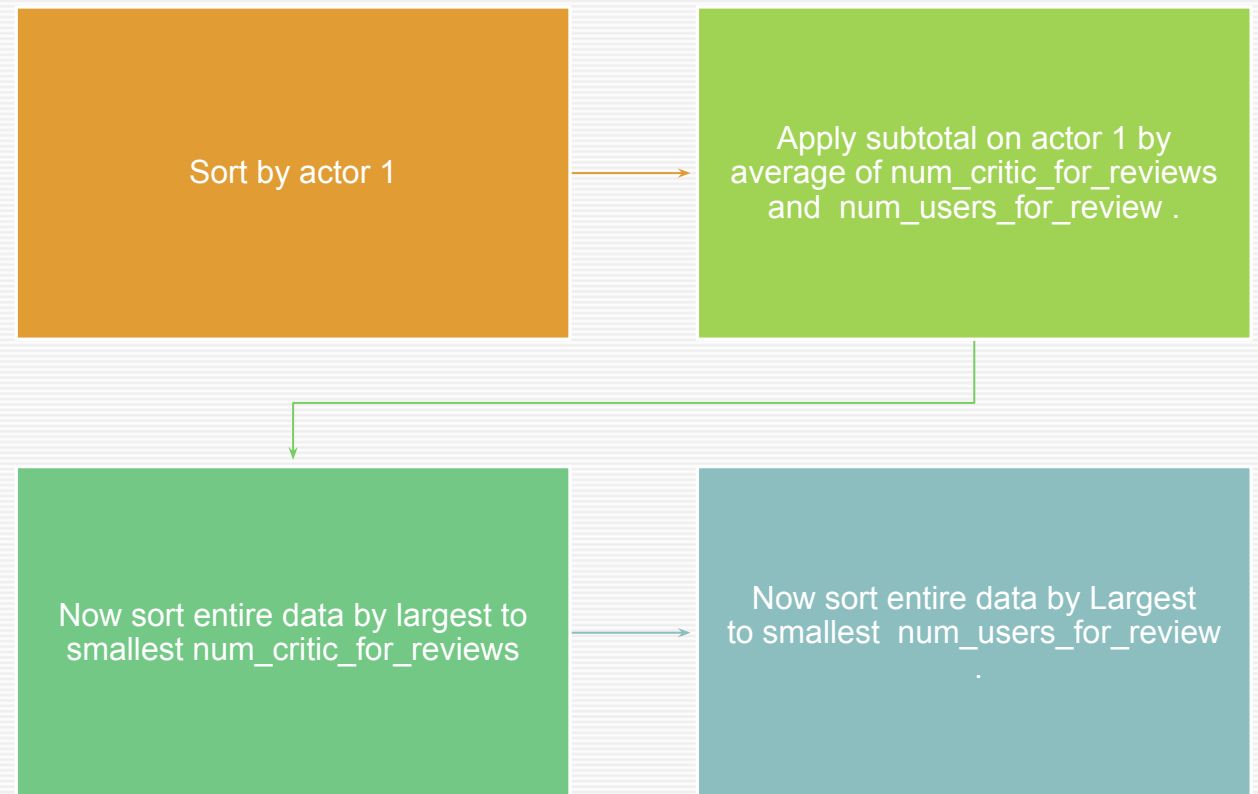 Sort by actor 1
Apply subtotal on actor 1 by
average of num_critic_for_reviews
and num_users_for_review .
Now sort entire data by largest to
smallest num_critic_for_reviews
Now sort entire data by Largest
to smallest num_users_for_review
.